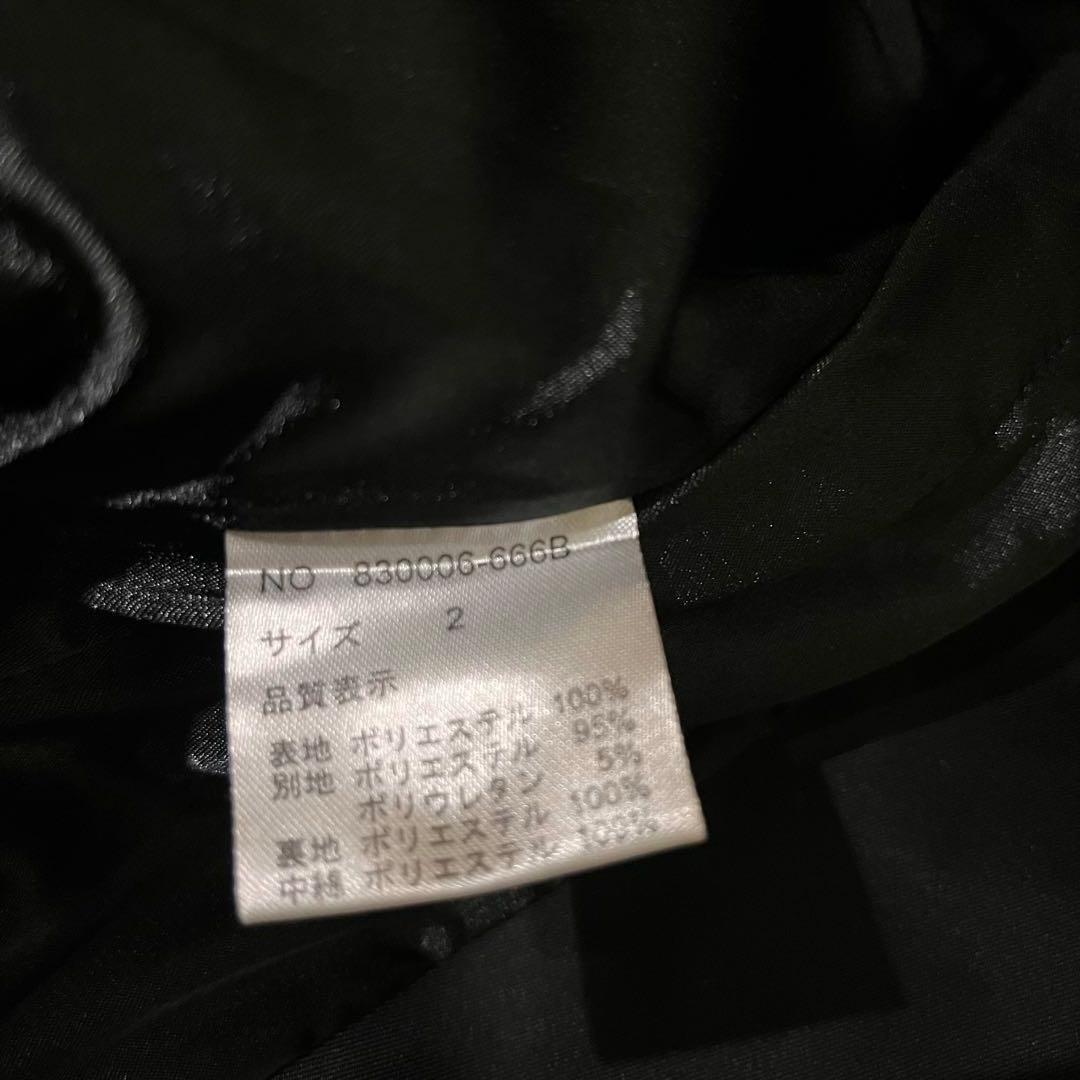 NO 830006-666B
サイズ 2
品質表示
表地 ポリエステル 100%
別地 ポリエステル 95%
ポリウレタン 5%
裏地 ポリエステル 100%
中綿 ポリエステル 100%